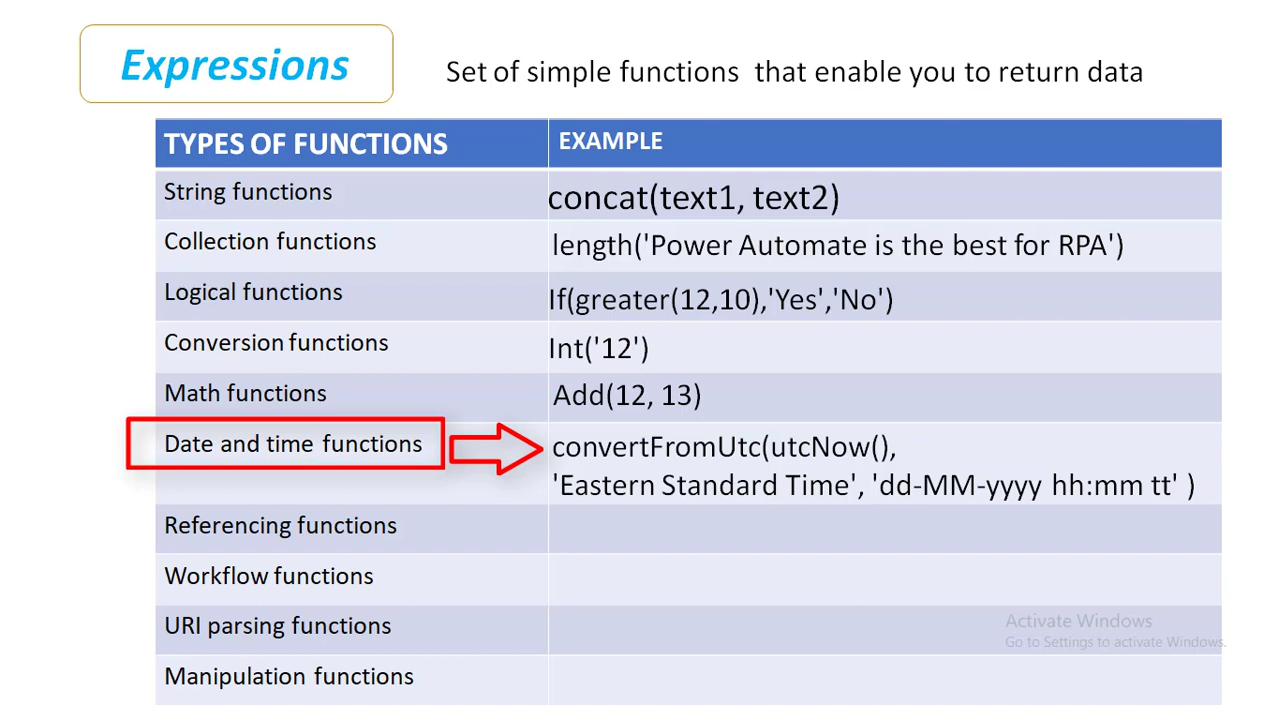 Expressions
Set of simple functions that enable you to return data
TYPES OF FUNCTIONS
EXAMPLE
String functions
concat(text1, text2)
Collection functions
length('Power Automate is the best for RPA')
Logical functions
If(greater(12,10),'Yes','No')
Conversion functions
Int('12')
Math functions
Add(12, 13)
Date and time functions
convertFromUtc(utcNow(),
'Eastern Standard Time', 'dd-MM-yyyy hh:mm tt' )
Referencing functions
Workflow functions
URI parsing functions
Activate Windows
Go to Settings to activate Windows.
Manipulation functions